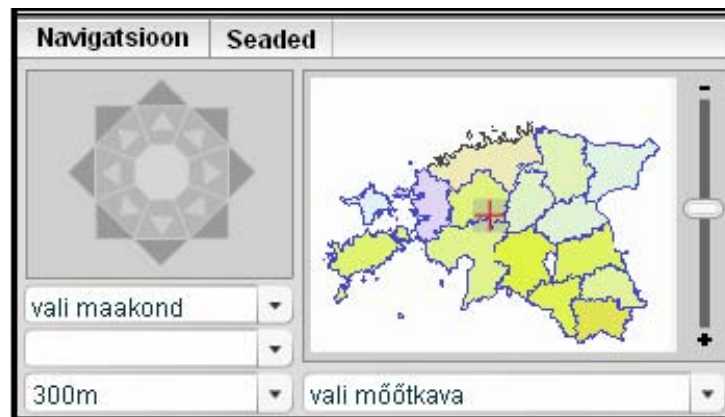 Navigatsioon Seaded
-
vali maakond
+
300m vali mõõtkava